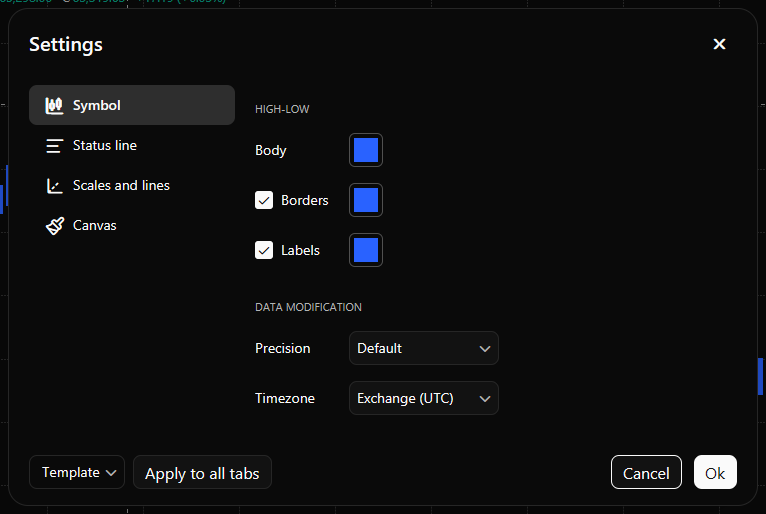 Settings
Symbol
Status line
Scales and lines
Canvas
HIGH-LOW
Body
Borders
Labels
DATA MODIFICATION
Precision Default
Timezone Exchange (UTC)
Template Apply to all tabs Cancel Ok